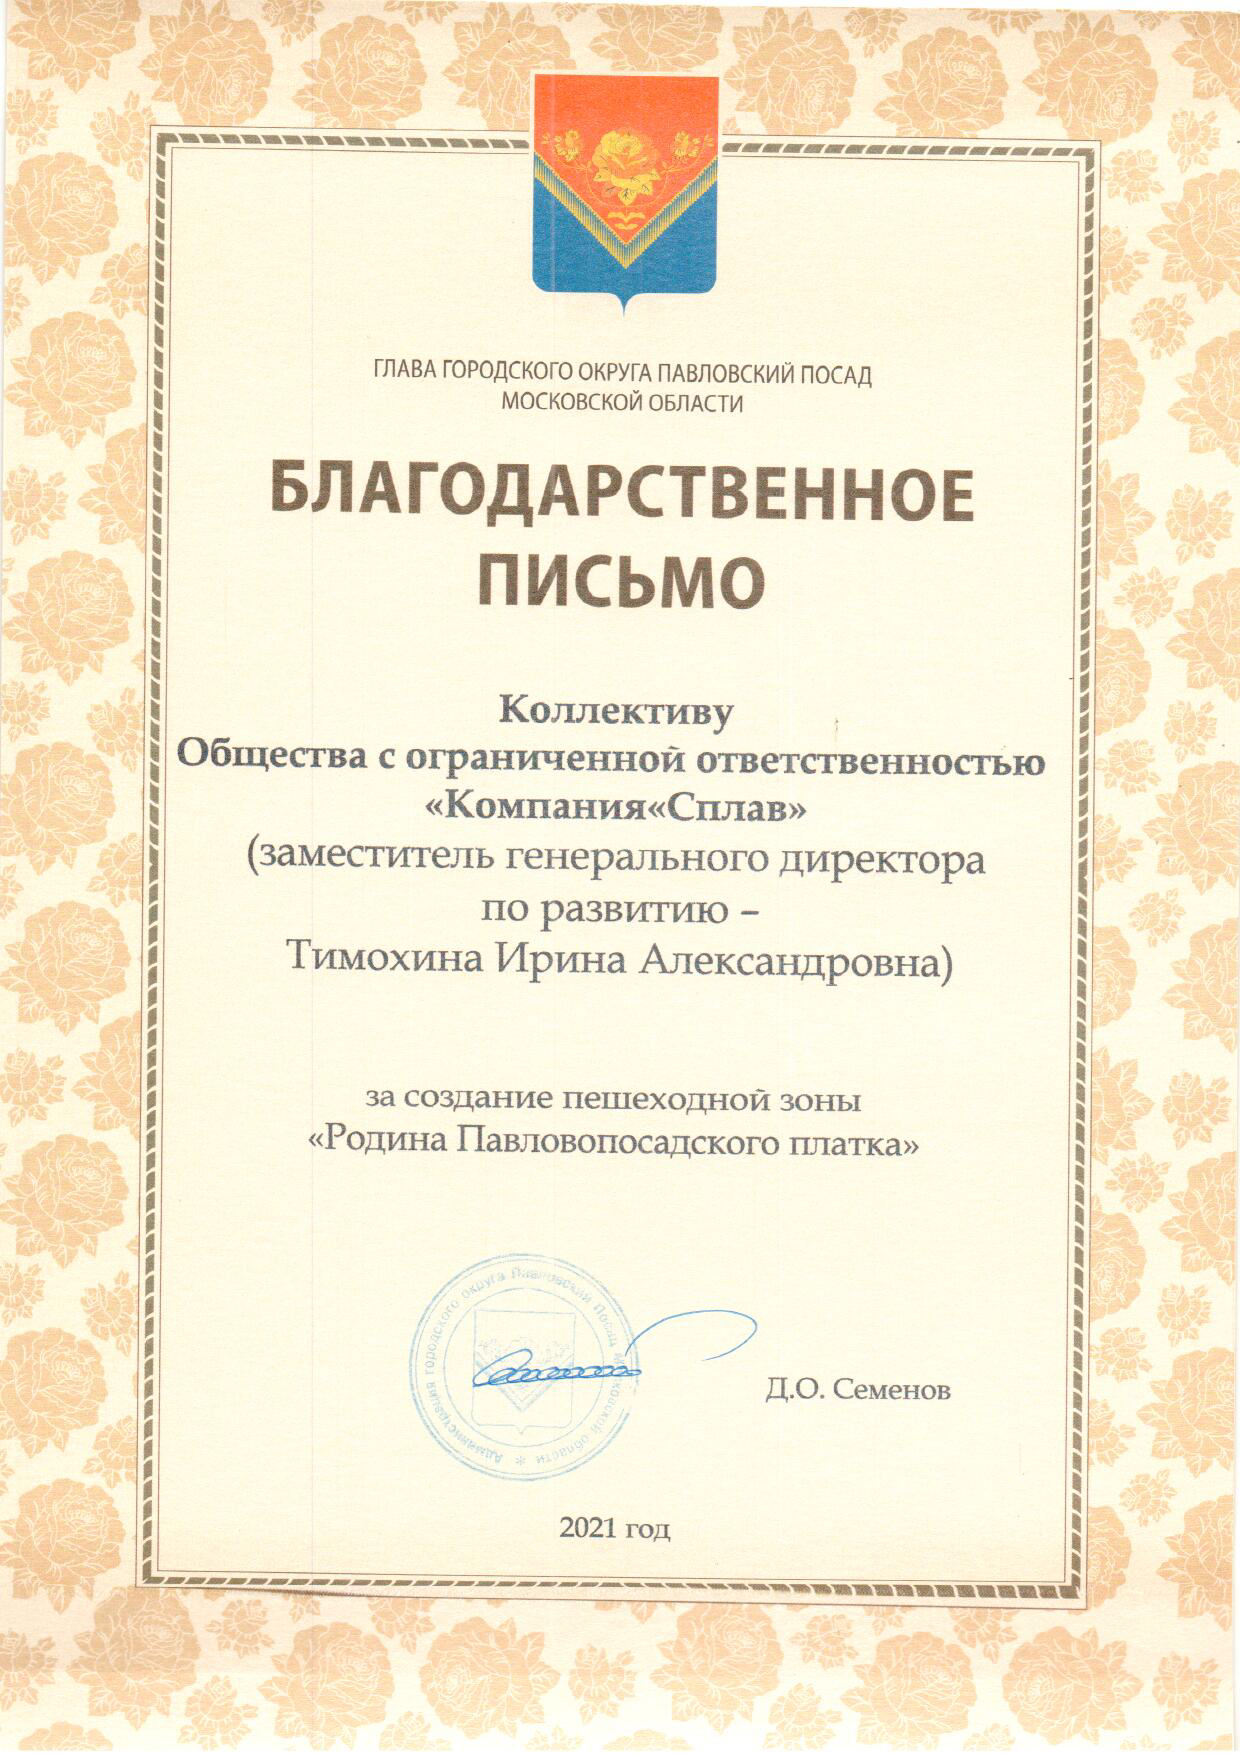 ГЛАВА ГОРОДСКОГО ОКРУГА ПАВЛОВСКИЙ ПОСАД
МОСКОВСКОЙ ОБЛАСТИ
БЛАГОДАРСТВЕННОЕ
ПИСЬМО
Коллективу
Общества с ограниченной ответственностью
«Компания«Сплав»
(заместитель генерального директора
по развитию –
Тимохина Ирина Александровна)
за создание пешеходной зоны
«Родина Павловопосадского платка»
Администрация городского округа Павловский Посад Московской области *
Д.О. Семенов
2021 год